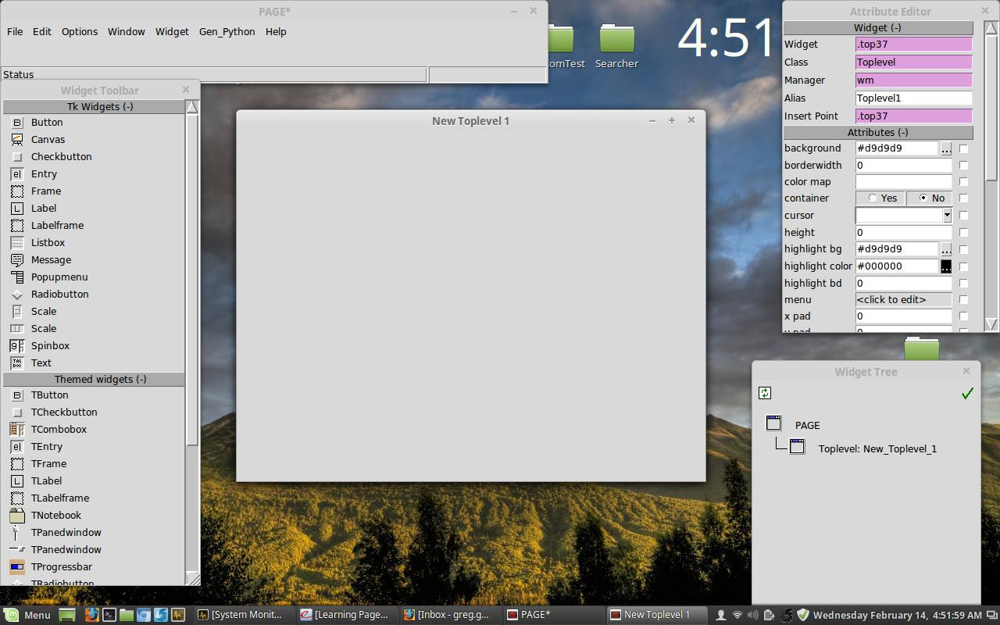 PAGE*
File Edit Options Window Widget Gen_Python Help
Status
Widget Toolbar
Tk Widgets (-)
Button
Canvas
Checkbutton
Entry
Frame
Label
Labelframe
Listbox
Message
Popupmenu
Radiobutton
Scale
Scale
Spinbox
Text
Themed widgets (-)
TButton
TCheckbutton
TCombobox
TEntry
TFrame
TLabel
TLabelframe
TNotebook
TPanedwindow
TPanedwindow
TProgressbar
TRadiobutton
omTest
Searcher
4:51
New Toplevel 1
Attribute Editor
Widget (-)
Widget .top37
Class Toplevel
Manager wm
Alias Toplevel1
Insert Point .top37
Attributes (-)
background #d9d9d9 ...
borderwidth 0
color map
container Yes No
cursor
height 0
highlight bg #d9d9d9 ...
highlight color #000000 ...
highlight bd 0
menu <click to edit>
x pad 0
Widget Tree
PAGE
Toplevel: New_Toplevel_1
Menu [System Monit... [Learning Page... [Inbox - greg.g... PAGE* New Toplevel 1 Wednesday February 14, 4:51:59 AM